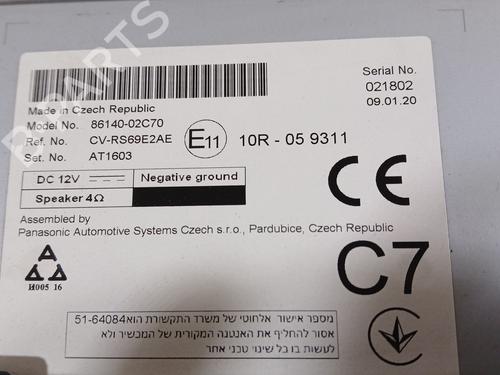 Made in Czech Republic
Model No. 86140-02C70
Ref. No. CV-RS69E2AE
Set. No. AT1603
Serial No.
021802
09.01.20
E11 10R - 05 9311
DC 12V Negative ground
Speaker 4Ω
CE
Assembled by
Panasonic Automotive Systems Czech s.r.o., Pardubice, Czech Republic
C7
H005 16
מספר אישור אלחוטי של משרד התקשורת הוא 51-64084
אסור להחליף את האנטנה המקורית של המכשיר ולא
לעשות בו כל שינוי טכני אחר